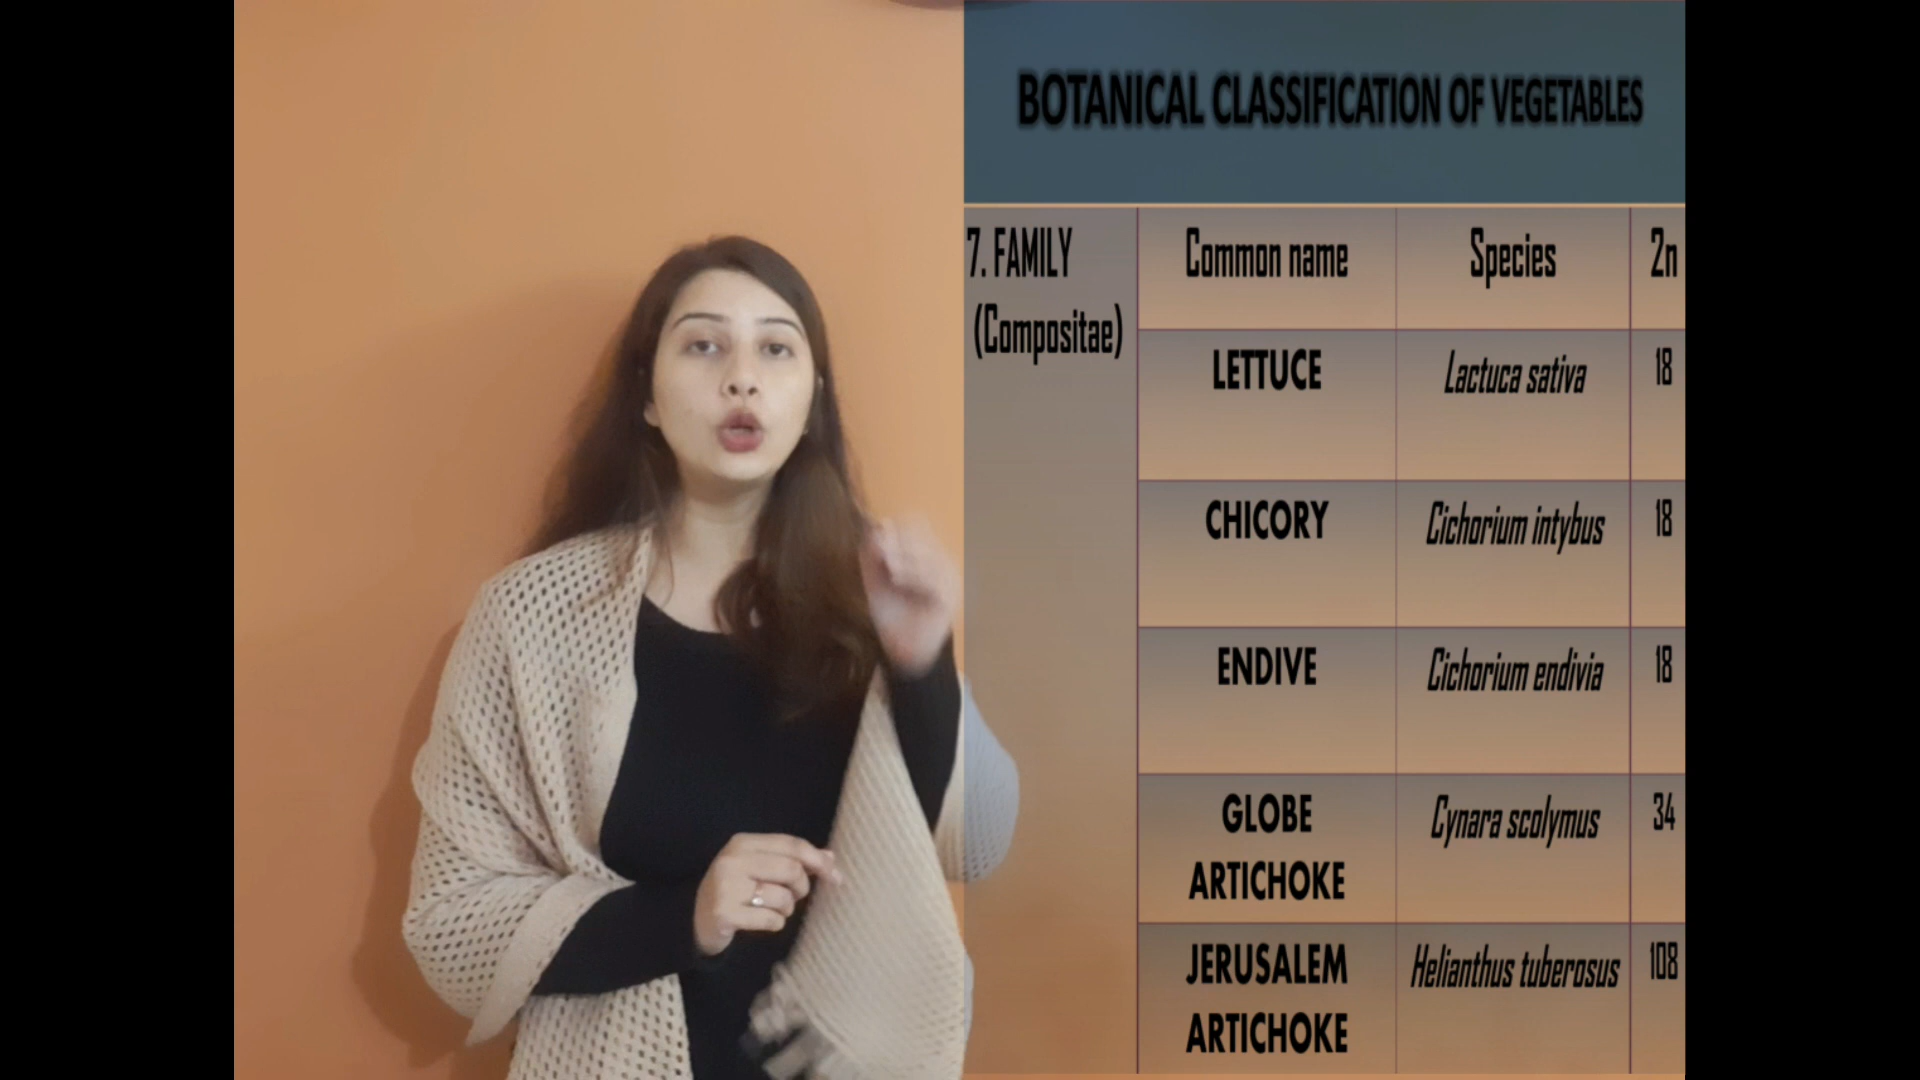 BOTANICAL CLASSIFICATION OF VEGETABLES
7. FAMILY
(Compositae)
Common name
Species
2n
LETTUCE
Lactuca sativa
18
CHICORY
Cichorium intybus
18
ENDIVE
Cichorium endivia
18
GLOBE
ARTICHOKE
Cynara scolymus
34
JERUSALEM
ARTICHOKE
Helianthus tuberosus
108